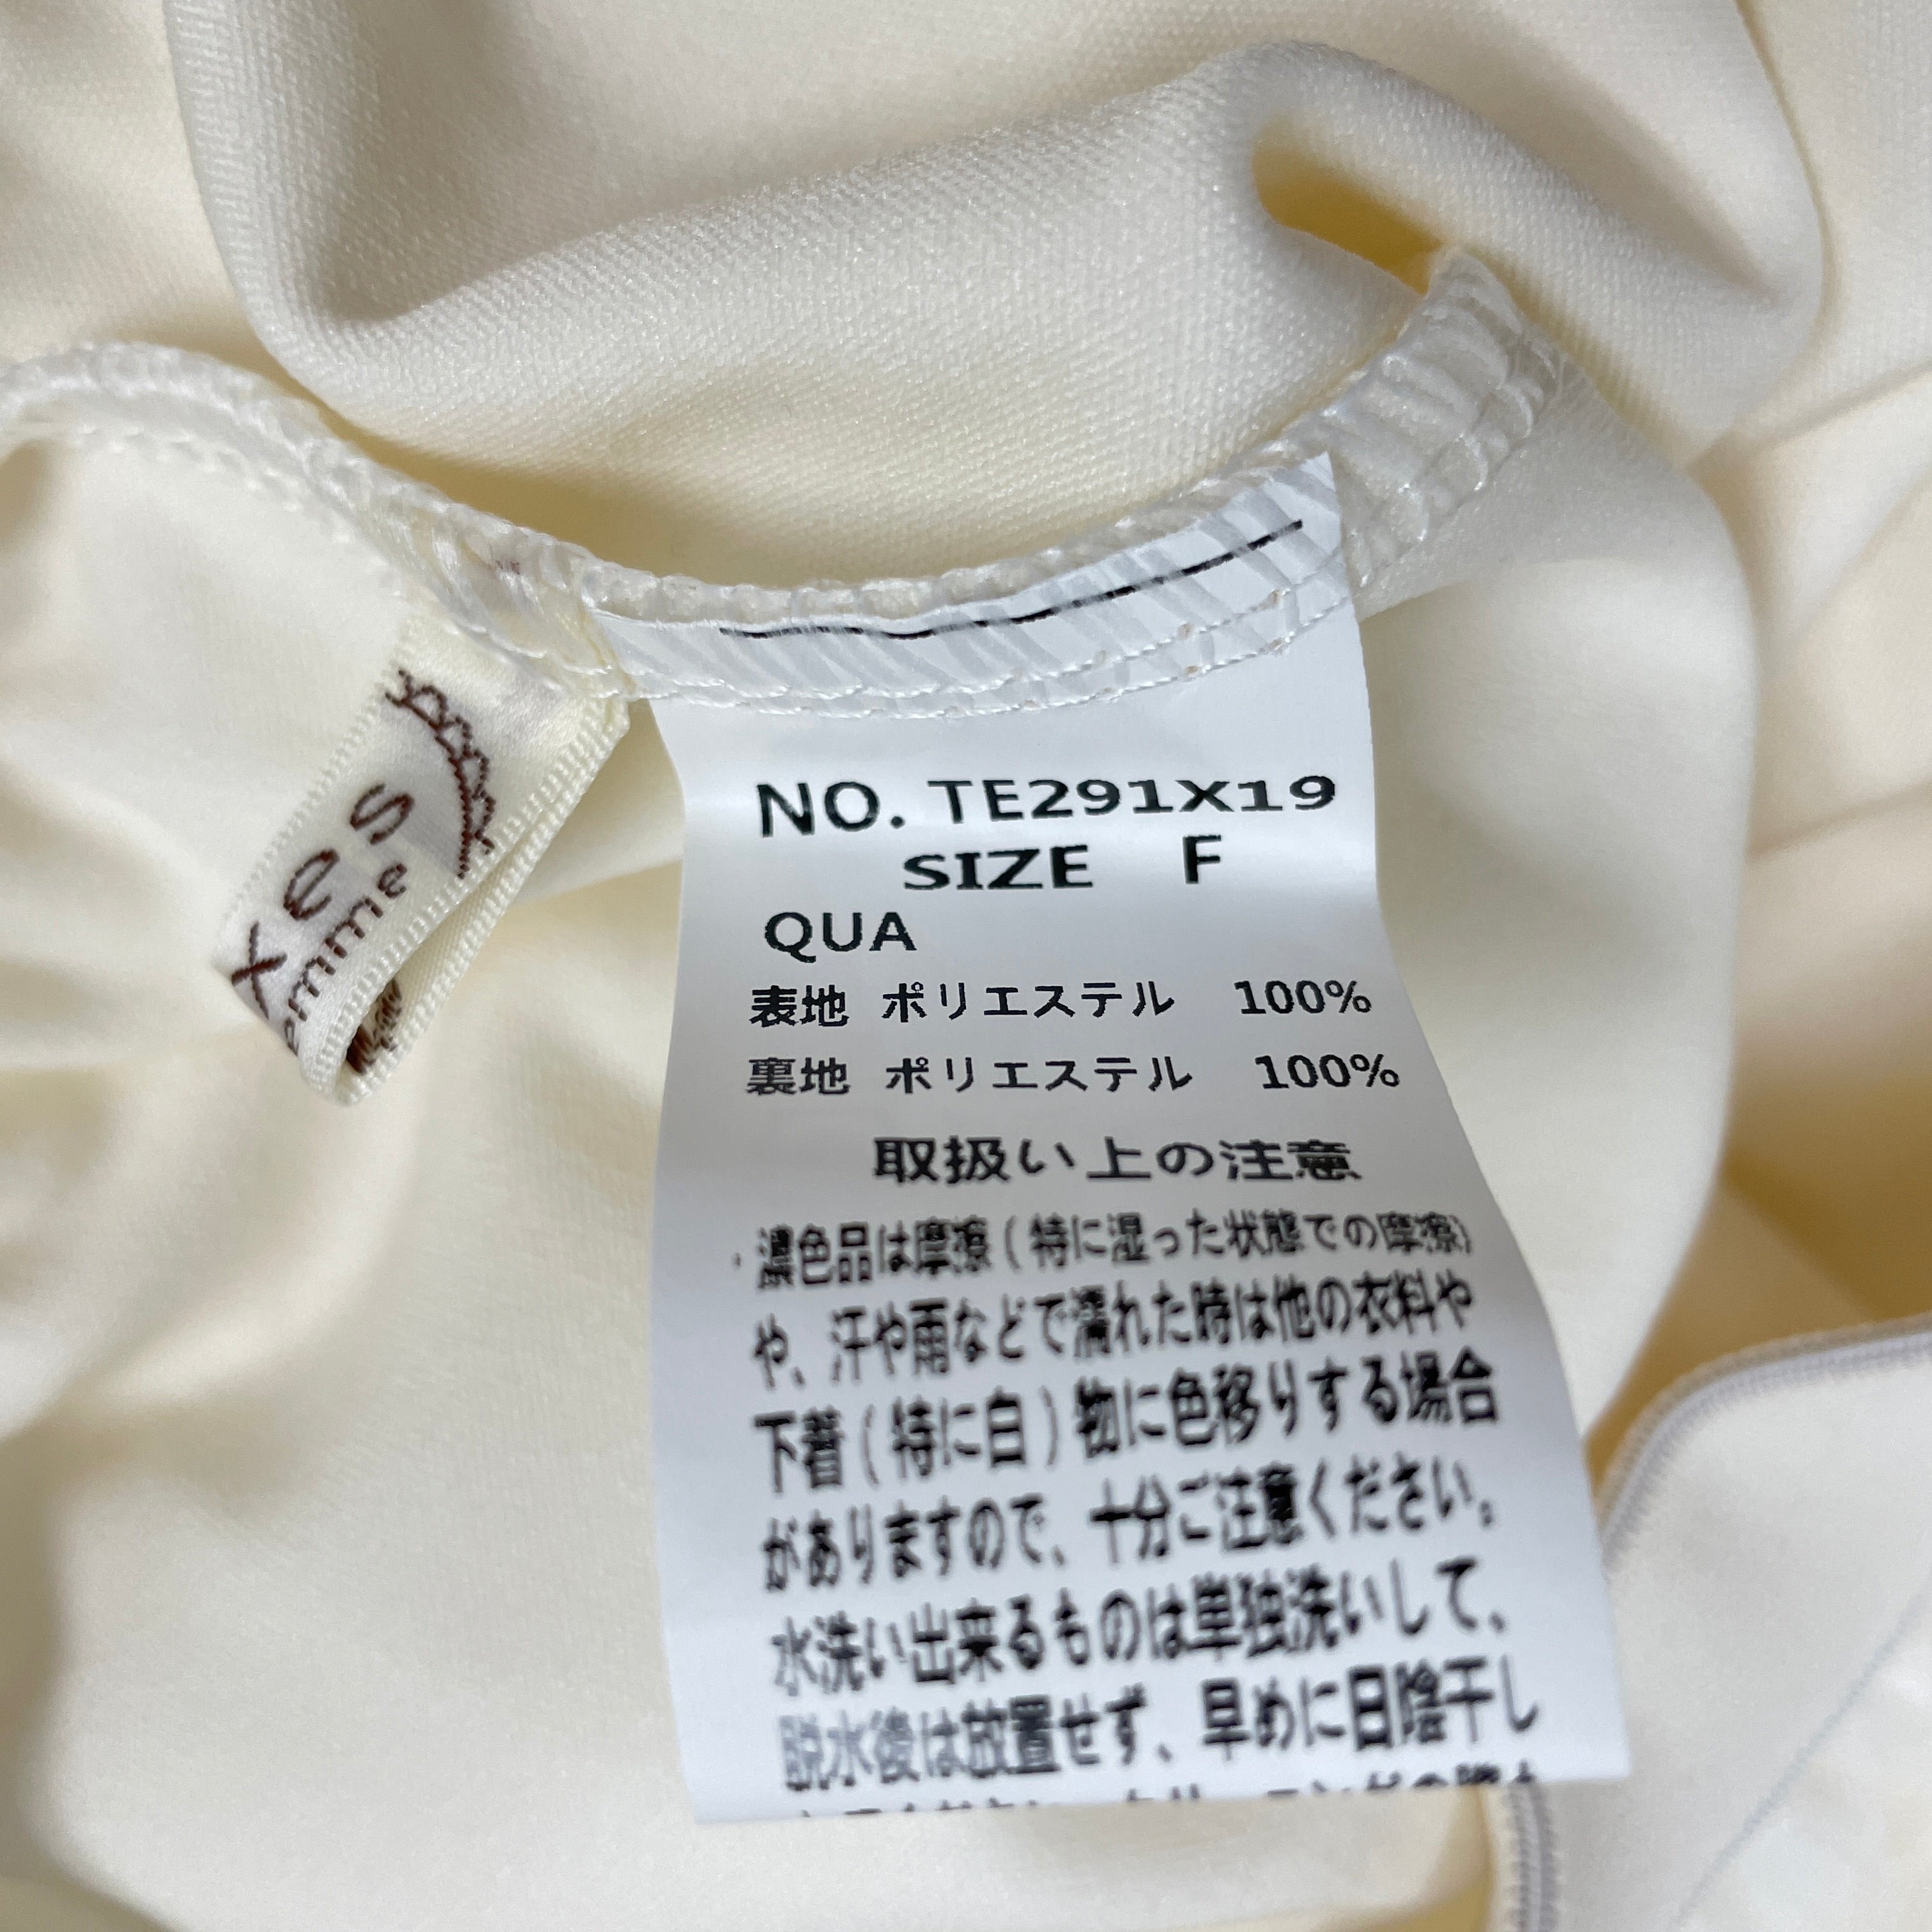 xes
emme
NO. TE291X19
SIZE F
QUA
表地 ポリエステル 100%
裏地 ポリエステル 100%
取扱い上の注意
・濃色品は摩擦(特に湿った状態での摩擦)
や、汗や雨などで濡れた時は他の衣料や
下着(特に白)物に色移りする場合
がありますので、十分ご注意ください。
水洗い出来るものは単独洗いして、
脱水後は放置せず、早めに日陰干し